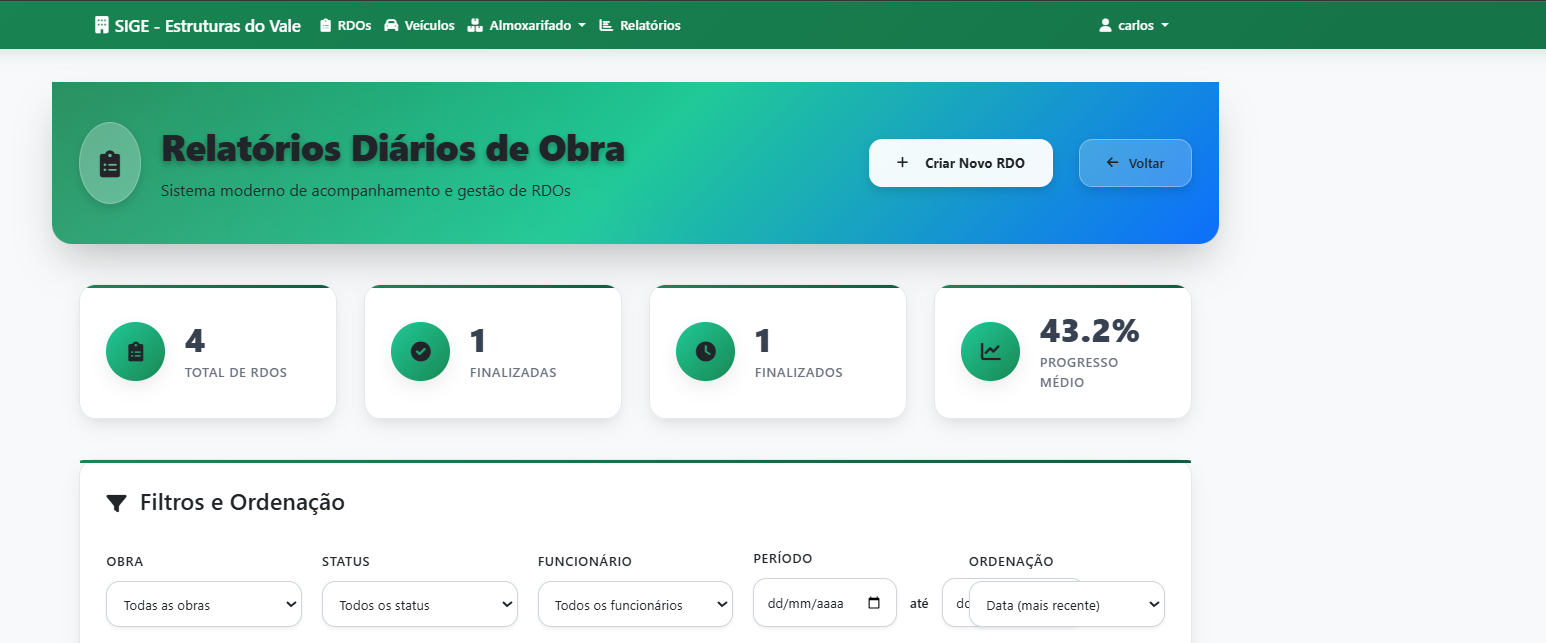 SIGE - Estruturas do Vale RDOs Veículos Almoxarifado Relatórios carlos
Relatórios Diários de Obra
Sistema moderno de acompanhamento e gestão de RDOs
Criar Novo RDO
Voltar
4
TOTAL DE RDOS
1
FINALIZADAS
1
FINALIZADOS
43.2%
PROGRESSO
MÉDIO
Filtros e Ordenação
OBRA
Todas as obras
STATUS
Todos os status
FUNCIONÁRIO
Todos os funcionários
PERÍODO
dd/mm/aaaa até
ORDENAÇÃO
Data (mais recente)